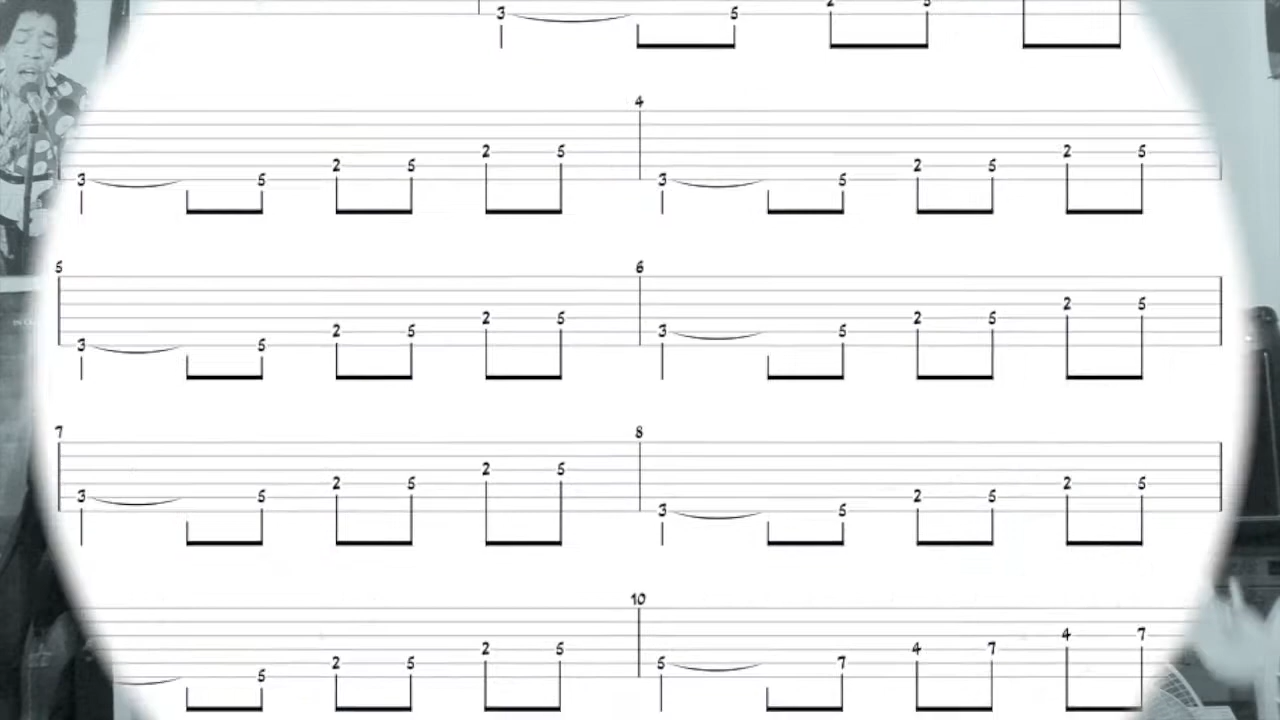 3 5 2 5
4
3 5 2 5 2 5 3 5 2 5 2 5
5 6
3 5 2 5 2 5 3 5 2 5 2 5
7 8
3 5 2 5 2 5 3 5 2 5 2 5
10
5 2 5 2 5 5 7 4 7 4 7